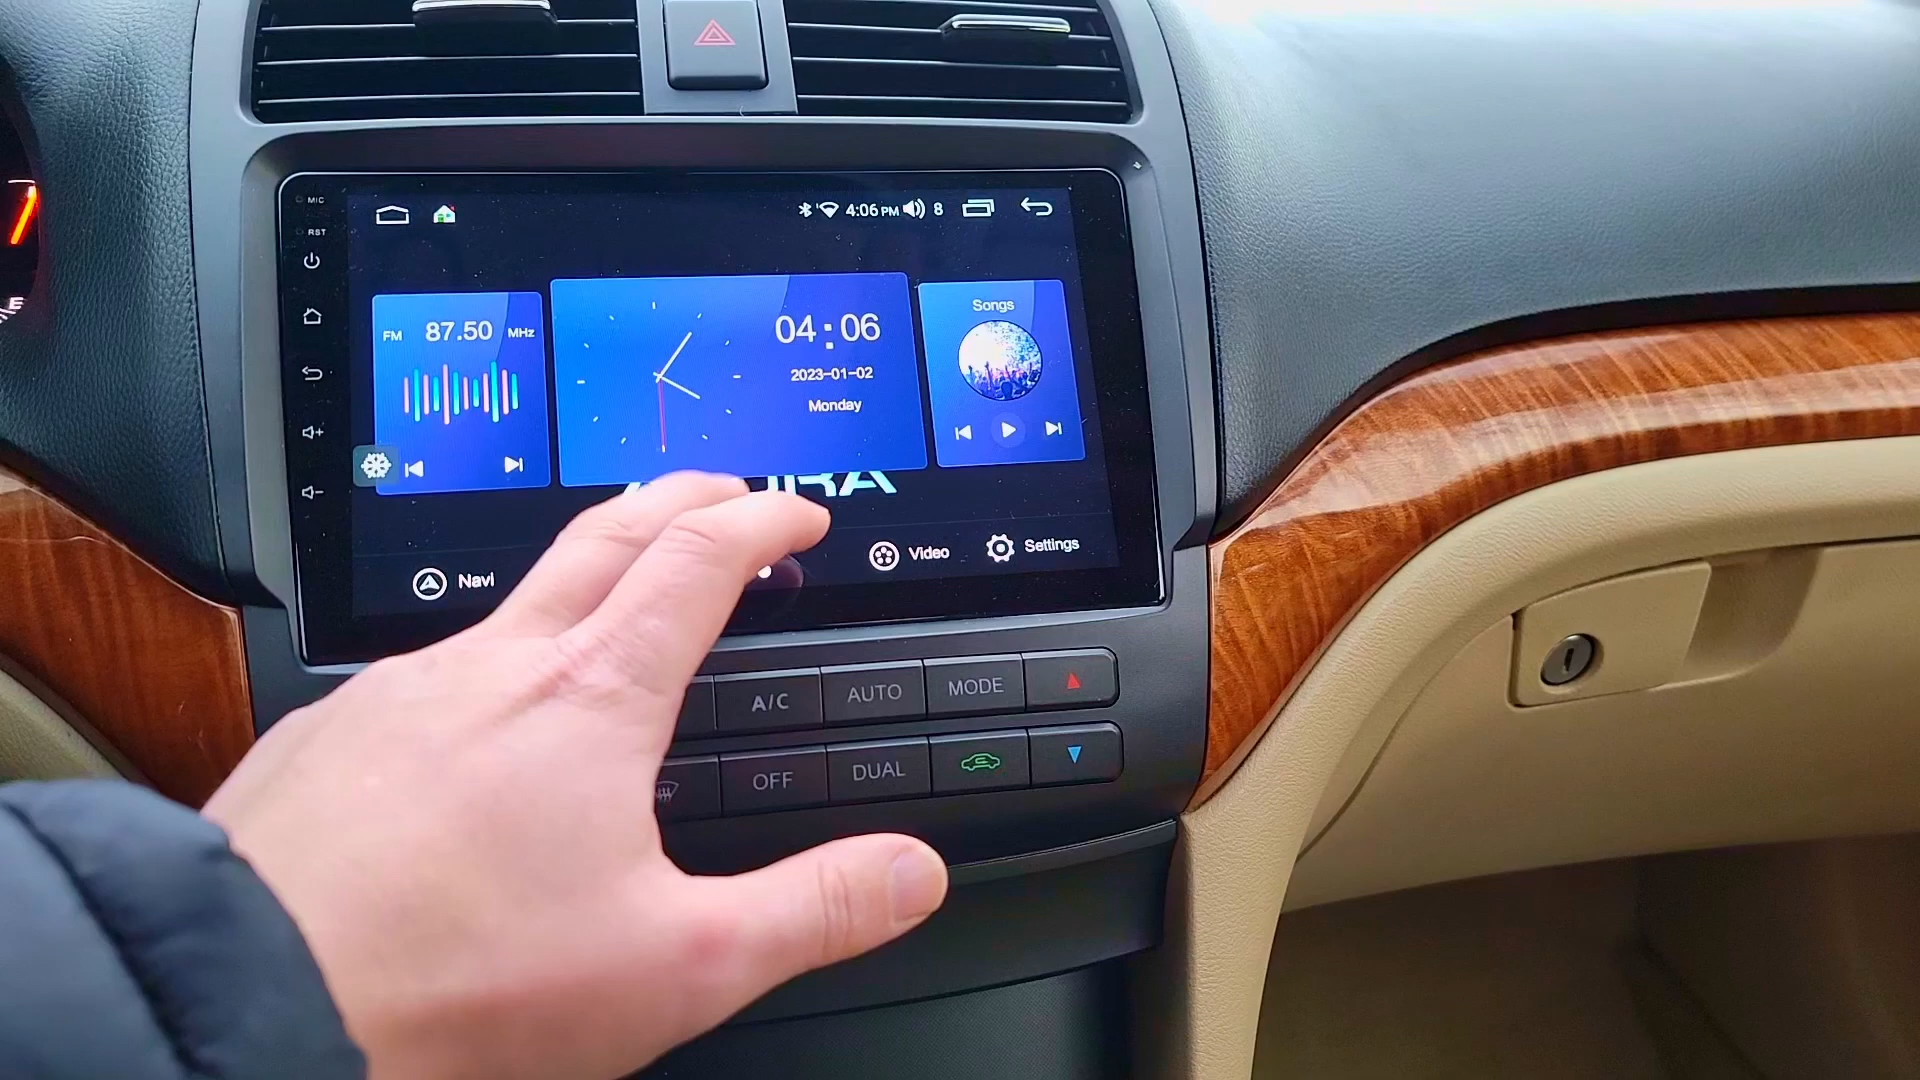 MIC
RST
4:06 PM 8
FM 87.50 MHz
04:06
2023-01-02
Monday
Songs
Navi
Video
Settings
A/C
AUTO
MODE
OFF
DUAL
E